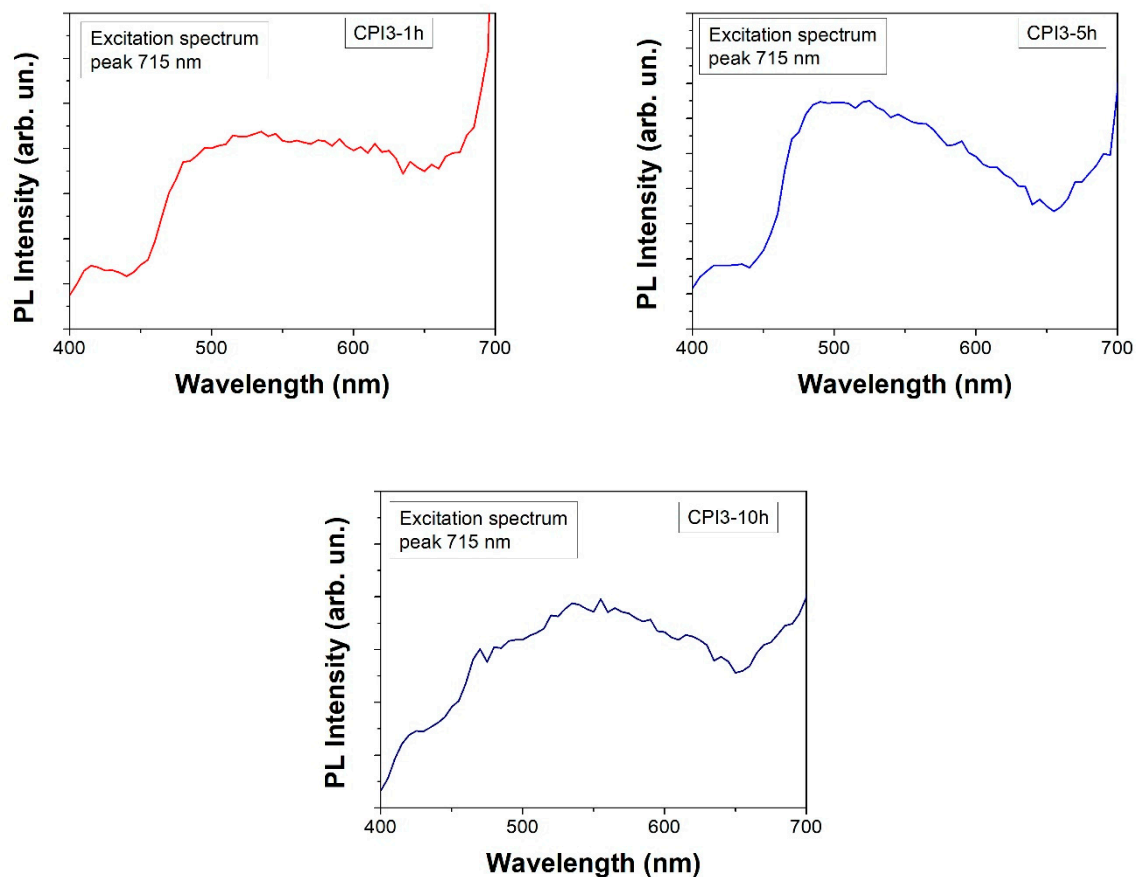 Excitation spectrum
peak 715 nm
CPI3-1h
PL Intensity (arb. un.)
400
500
600
700
Wavelength (nm)
Excitation spectrum
peak 715 nm
CPI3-5h
PL Intensity (arb. un.)
400
500
600
700
Wavelength (nm)
Excitation spectrum
peak 715 nm
CPI3-10h
PL Intensity (arb. un.)
400
500
600
700
Wavelength (nm)